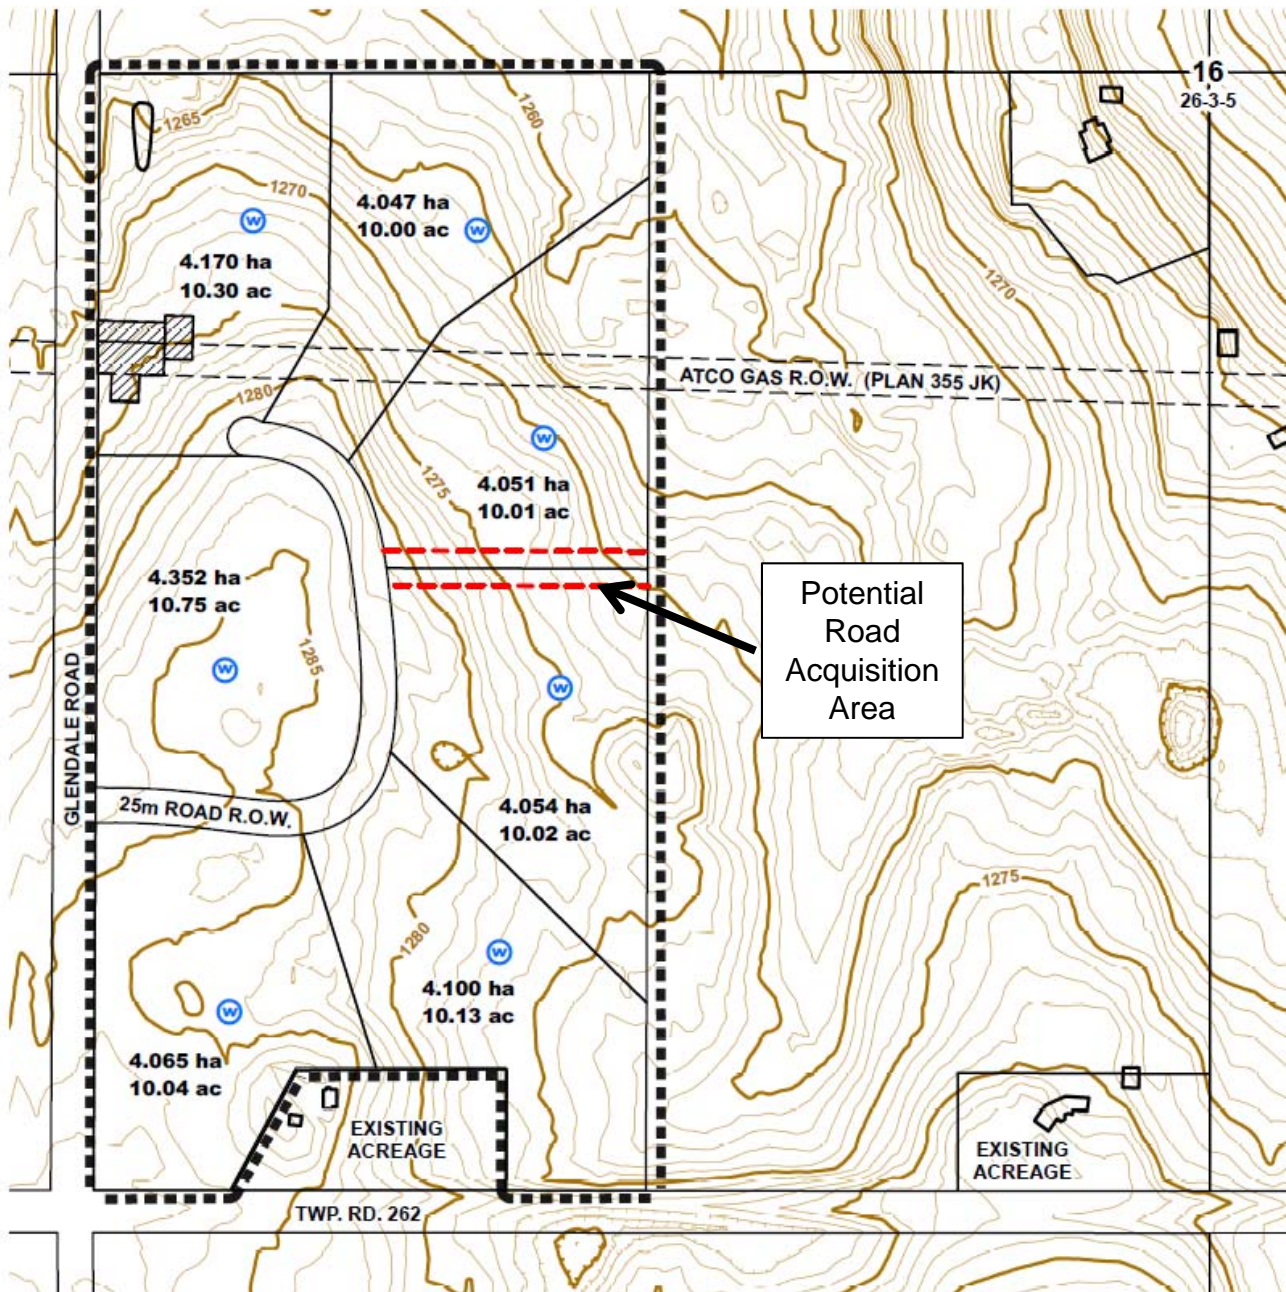 16
26-3-5
1265
1260
1270
4.047 ha
10.00 ac
W
W
4.170 ha
10.30 ac
1270
ATCO GAS R.O.W. (PLAN 355 JK)
1280
W
1275
4.051 ha
10.01 ac
4.352 ha
10.75 ac
Potential
Road
Acquisition
Area
1285
W
W
GLENDALE ROAD
25m ROAD R.O.W.
4.054 ha
10.02 ac
1275
1280
W
4.100 ha
10.13 ac
W
4.065 ha
10.04 ac
EXISTING
ACREAGE
EXISTING
ACREAGE
TWP. RD. 262